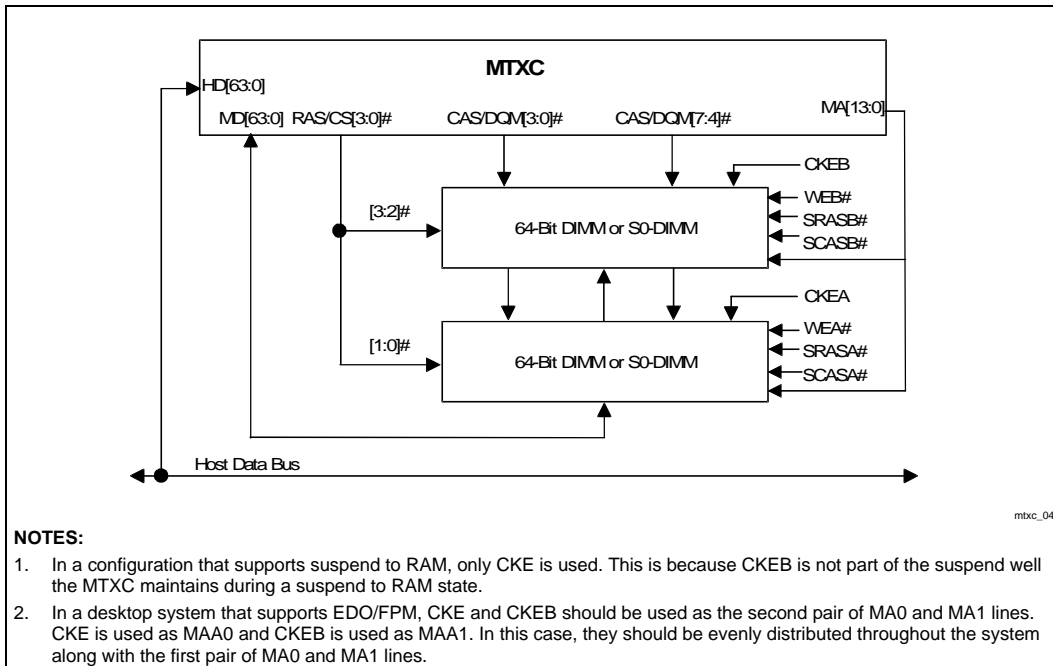 MTXC
HD[63:0]
MD[63:0] RAS/CS[3:0]# CAS/DQM[3:0]# CAS/DQM[7:4]# MA[13:0]
CKEB
[3:2]#
64-Bit DIMM or S0-DIMM
WEB#
SRASB#
SCASB#
CKEA
[1:0]#
64-Bit DIMM or S0-DIMM
WEA#
SRASA#
SCASA#
Host Data Bus
mtxc_04
NOTES:
1. In a configuration that supports suspend to RAM, only CKE is used. This is because CKEB is not part of the suspend well
the MTXC maintains during a suspend to RAM state.
2. In a desktop system that supports EDO/FPM, CKE and CKEB should be used as the second pair of MA0 and MA1 lines.
CKE is used as MAA0 and CKEB is used as MAA1. In this case, they should be evenly distributed throughout the system
along with the first pair of MA0 and MA1 lines.